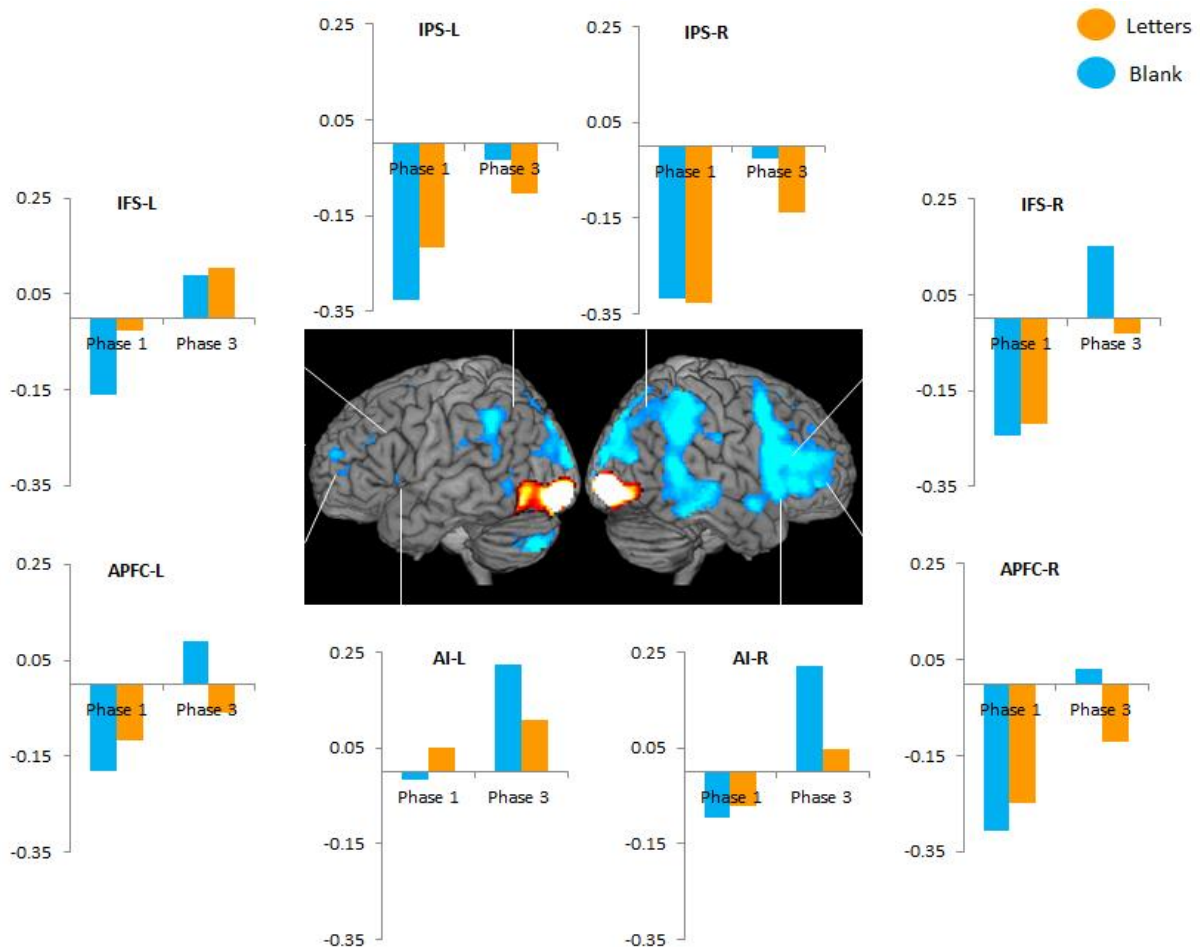 IPS-L
0.25
0.05
-0.15
-0.35
Phase 1
Phase 3
IPS-R
0.25
0.05
-0.15
-0.35
Phase 1
Phase 3
Letters
Blank
IFS-L
0.25
0.05
-0.15
-0.35
Phase 1
Phase 3
IFS-R
0.25
0.05
-0.15
-0.35
Phase 1
Phase 3
APFC-L
0.25
0.05
-0.15
-0.35
Phase 1
Phase 3
AI-L
0.25
0.05
-0.15
-0.35
Phase 1
Phase 3
AI-R
0.25
0.05
-0.15
-0.35
Phase 1
Phase 3
APFC-R
0.25
0.05
-0.15
-0.35
Phase 1
Phase 3